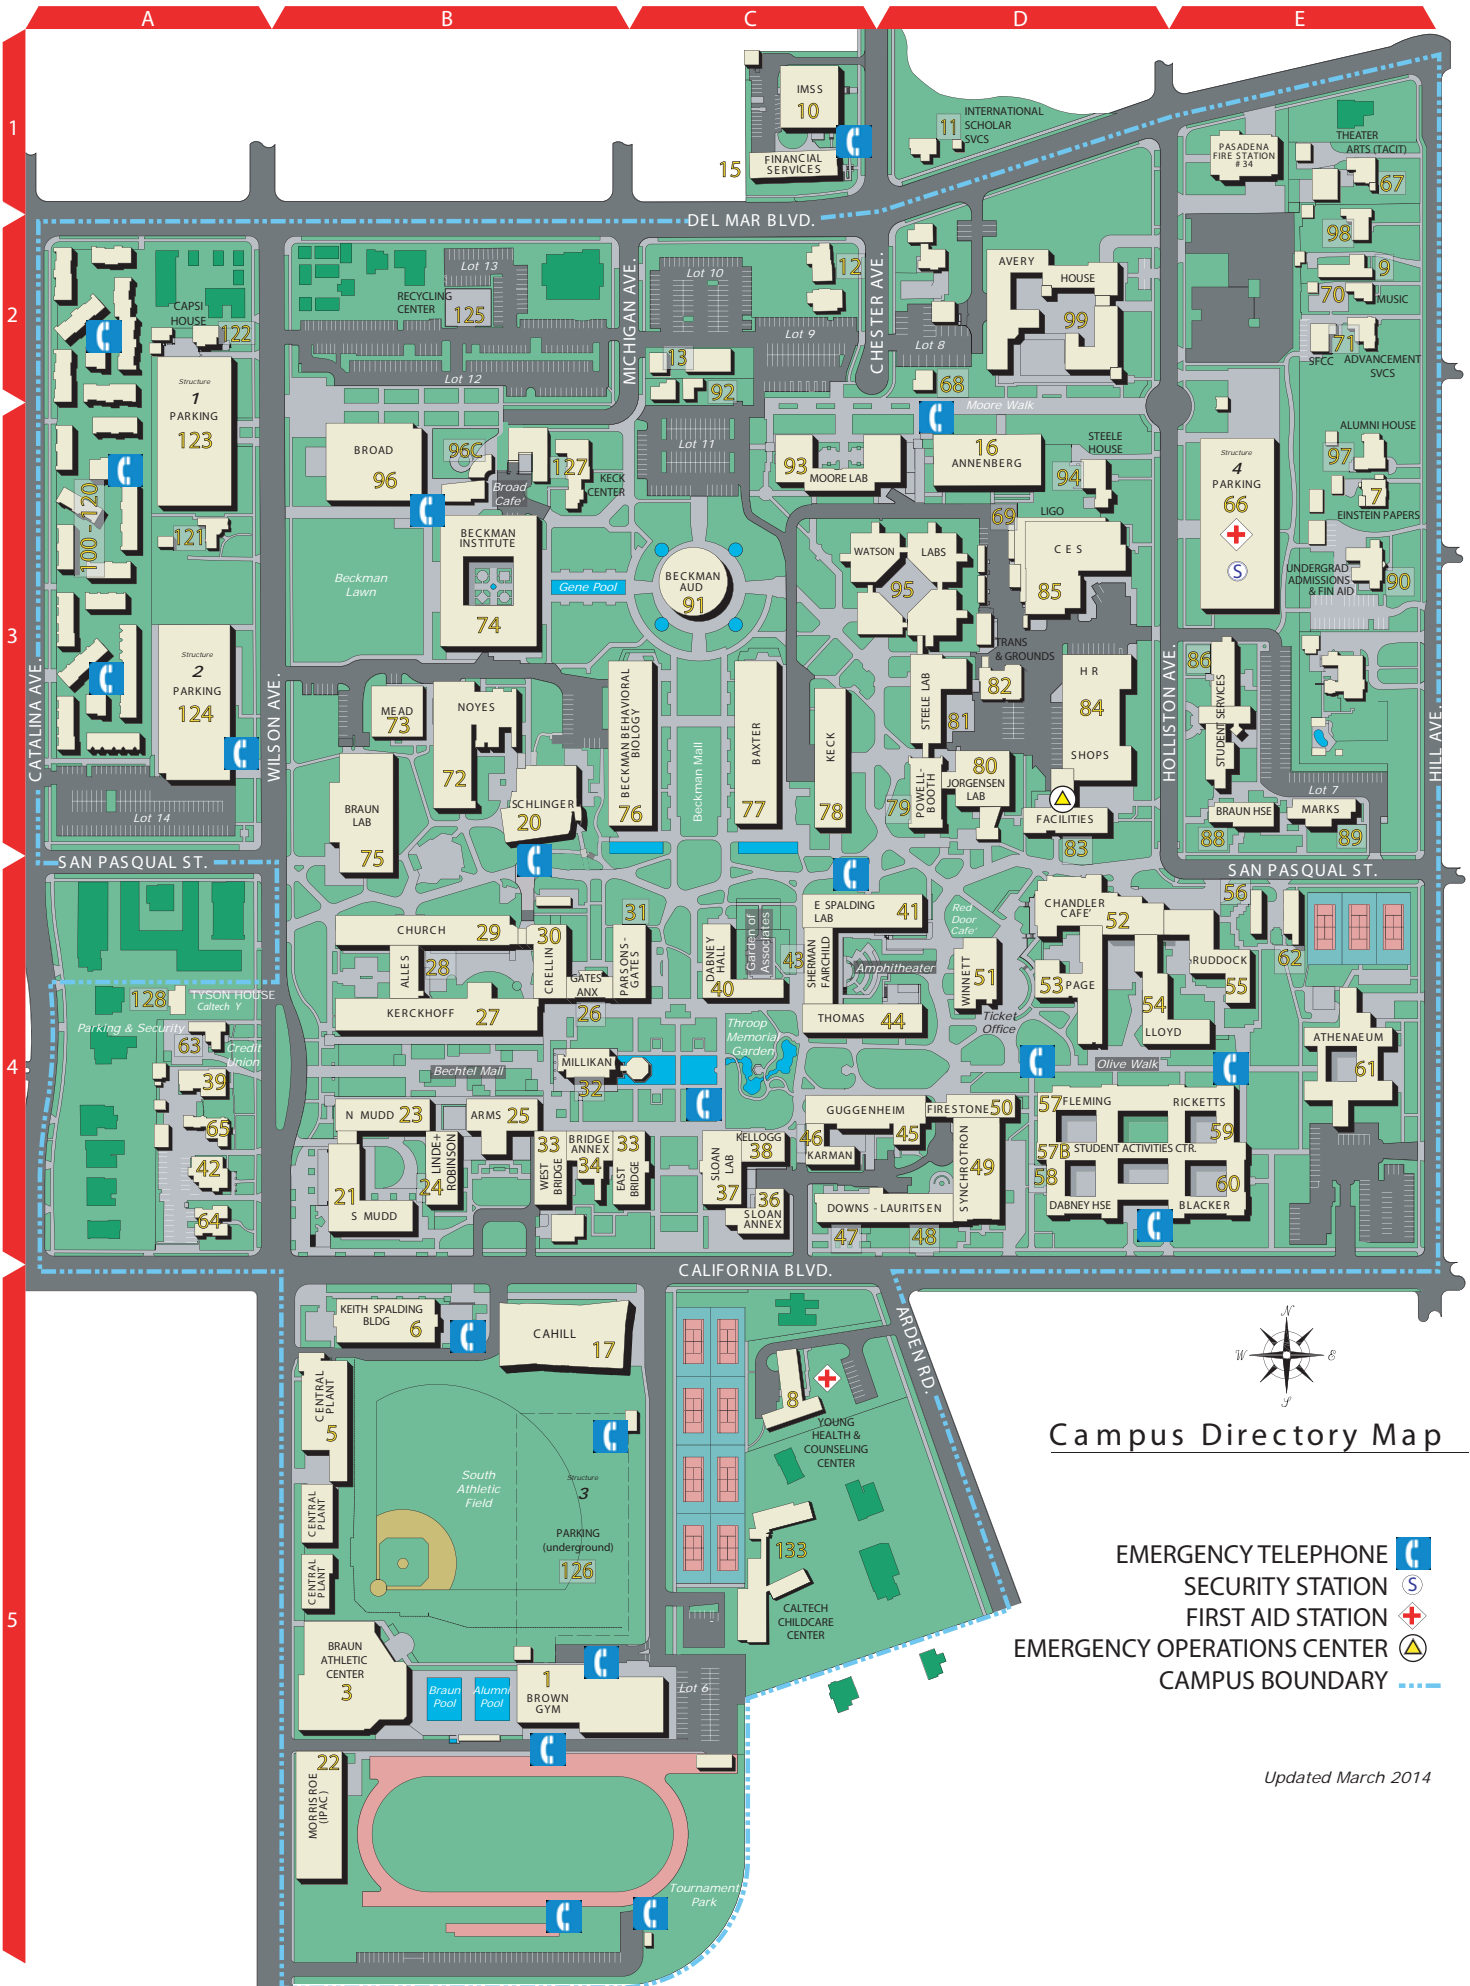 A B C D E
1
IMSS
10
15
FINANCIAL
SERVICES
11
INTERNATIONAL
SCHOLAR
SVCS
PASADENA
FIRE STATION
# 34
THEATER
ARTS (TACIT)
67
DEL MAR BLVD.
98
9
70
MUSIC
71
SFCC
ADVANCEMENT
SVCS
2
CAPSI
HOUSE
122
Lot 13
RECYCLING
CENTER
125
Lot 12
MICHIGAN AVE.
Lot 10
12
Lot 9
13
92
CHESTER AVE.
Lot 8
68
AVERY
HOUSE
99
Moore Walk
Structure
1
PARKING
123
BROAD
96
96C
Broad
Cafe'
127
KECK
CENTER
Lot 11
93
MOORE LAB
16
ANNENBERG
STEELE
HOUSE
94
Structure
4
PARKING
66
S
ALUMNI HOUSE
97
7
EINSTEIN PAPERS
UNDERGRAD
ADMISSIONS
& FIN AID
90
100 - 120
121
BECKMAN
INSTITUTE
74
Beckman
Lawn
Gene Pool
BECKMAN
AUD
91
WATSON
LABS
95
69
LIGO
C E S
85
3
CATALINA AVE.
Structure
2
PARKING
124
WILSON AVE.
MEAD
73
NOYES
72
BRAUN
LAB
75
SCHLINGER
20
BECKMAN BEHAVIORAL
BIOLOGY
76
Beckman Mall
BAXTER
77
KECK
78
STEELE LAB
81
TRANS
& GROUNDS
82
H R
84
SHOPS
79
POWELL-
BOOTH
80
JORGENSEN
LAB
FACILITIES
83
HOLLISTON AVE.
86
STUDENT SERVICES
Lot 7
BRAUN HSE
88
MARKS
89
HILL AVE.
Lot 14
SAN PASQUAL ST.
SAN PASQUAL ST.
4
128
TYSON HOUSE
Caltech Y
Parking & Security
63
Credit
Union
39
65
42
64
CHURCH
29
ALLES
28
KERCKHOFF
27
30
CRELLIN
GATES
ANX
26
31
PARSONS-
GATES
DABNEY
HALL
40
Garden of
Associates
43
E SPALDING
LAB
41
SHERMAN
FAIRCHILD
Amphitheater
THOMAS
44
Red
Door
Cafe'
WINNETT
51
Ticket
Office
CHANDLER
CAFE'
52
53
PAGE
54
LLOYD
RUDDOCK
55
56
62
ATHENAEUM
61
Bechtel Mall
MILLIKAN
32
Throop
Memorial
Garden
Olive Walk
N MUDD
23
21
S MUDD
24
LINDE+
ROBINSON
ARMS
25
33
WEST
BRIDGE
BRIDGE
ANNEX
34
33
EAST
BRIDGE
SLOAN
LAB
37
KELLOGG
38
36
SLOAN
ANNEX
GUGGENHEIM
46
KARMAN
45
FIRESTONE
50
SYNCHROTRON
49
DOWNS - LAURITSEN
47
48
57
FLEMING
RICKETTS
59
57B
STUDENT ACTIVITIES CTR.
58
DABNEY HSE
BLACKER
60
CALIFORNIA BLVD.
5
KEITH SPALDING
BLDG
6
CAHILL
17
CENTRAL
PLANT
5
CENTRAL
PLANT
CENTRAL
PLANT
South
Athletic
Field
Structure
3
PARKING
(underground)
126
8
YOUNG
HEALTH &
COUNSELING
CENTER
133
CALTECH
CHILDCARE
CENTER
ARDEN RD.
BRAUN
ATHLETIC
CENTER
3
Braun
Pool
Alumni
Pool
1
BROWN
GYM
Lot 6
22
MORRISROE
(IPAC)
Tournament
Park
N
W
E
S
Campus Directory Map
EMERGENCY TELEPHONE
SECURITY STATION S
FIRST AID STATION
EMERGENCY OPERATIONS CENTER
CAMPUS BOUNDARY
Updated March 2014